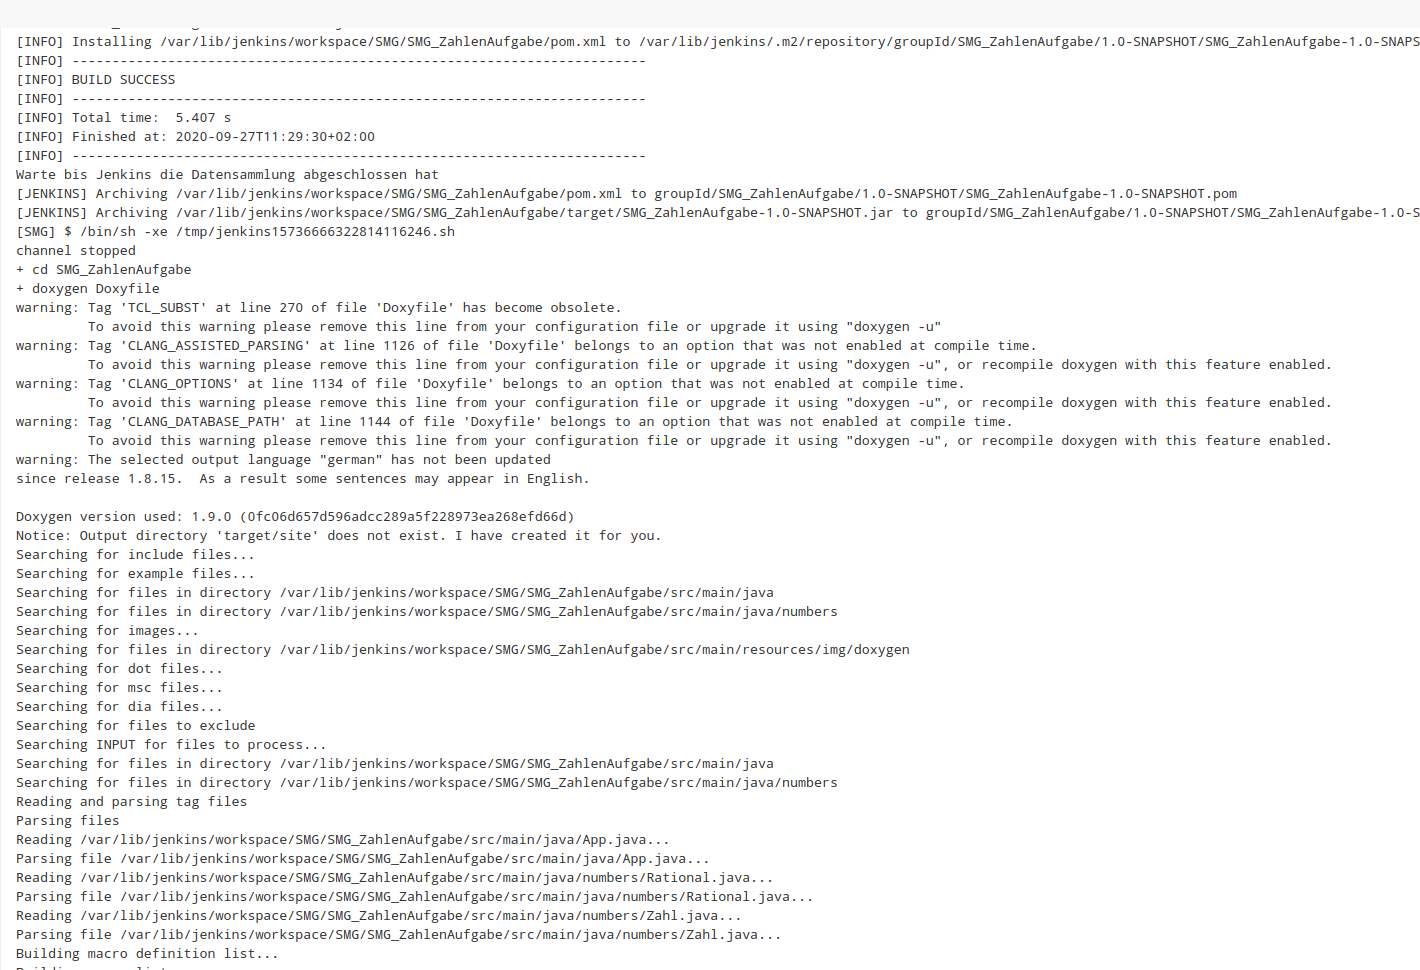 [INFO] Installing /var/lib/jenkins/workspace/SMG/SMG_ZahlenAufgabe/pom.xml to /var/lib/jenkins/.m2/repository/groupId/SMG_ZahlenAufgabe/1.0-SNAPSHOT/SMG_ZahlenAufgabe-1.0-SNAPS
[INFO] ------------------------------------------------------------------------
[INFO] BUILD SUCCESS
[INFO] ------------------------------------------------------------------------
[INFO] Total time:  5.407 s
[INFO] Finished at: 2020-09-27T11:29:30+02:00
[INFO] ------------------------------------------------------------------------
Warte bis Jenkins die Datensammlung abgeschlossen hat
[JENKINS] Archiving /var/lib/jenkins/workspace/SMG/SMG_ZahlenAufgabe/pom.xml to groupId/SMG_ZahlenAufgabe/1.0-SNAPSHOT/SMG_ZahlenAufgabe-1.0-SNAPSHOT.pom
[JENKINS] Archiving /var/lib/jenkins/workspace/SMG/SMG_ZahlenAufgabe/target/SMG_ZahlenAufgabe-1.0-SNAPSHOT.jar to groupId/SMG_ZahlenAufgabe/1.0-SNAPSHOT/SMG_ZahlenAufgabe-1.0-S
[SMG] $ /bin/sh -xe /tmp/jenkins15736666322814116246.sh
channel stopped
+ cd SMG_ZahlenAufgabe
+ doxygen Doxyfile
warning: Tag 'TCL_SUBST' at line 270 of file 'Doxyfile' has become obsolete.
         To avoid this warning please remove this line from your configuration file or upgrade it using "doxygen -u"
warning: Tag 'CLANG_ASSISTED_PARSING' at line 1126 of file 'Doxyfile' belongs to an option that was not enabled at compile time.
         To avoid this warning please remove this line from your configuration file or upgrade it using "doxygen -u", or recompile doxygen with this feature enabled.
warning: Tag 'CLANG_OPTIONS' at line 1134 of file 'Doxyfile' belongs to an option that was not enabled at compile time.
         To avoid this warning please remove this line from your configuration file or upgrade it using "doxygen -u", or recompile doxygen with this feature enabled.
warning: Tag 'CLANG_DATABASE_PATH' at line 1144 of file 'Doxyfile' belongs to an option that was not enabled at compile time.
         To avoid this warning please remove this line from your configuration file or upgrade it using "doxygen -u", or recompile doxygen with this feature enabled.
warning: The selected output language "german" has not been updated
since release 1.8.15.  As a result some sentences may appear in English.

Doxygen version used: 1.9.0 (0fc06d657d596adcc289a5f228973ea268efd66d)
Notice: Output directory 'target/site' does not exist. I have created it for you.
Searching for include files...
Searching for example files...
Searching for files in directory /var/lib/jenkins/workspace/SMG/SMG_ZahlenAufgabe/src/main/java
Searching for files in directory /var/lib/jenkins/workspace/SMG/SMG_ZahlenAufgabe/src/main/java/numbers
Searching for images...
Searching for files in directory /var/lib/jenkins/workspace/SMG/SMG_ZahlenAufgabe/src/main/resources/img/doxygen
Searching for dot files...
Searching for msc files...
Searching for dia files...
Searching for files to exclude
Searching INPUT for files to process...
Searching for files in directory /var/lib/jenkins/workspace/SMG/SMG_ZahlenAufgabe/src/main/java
Searching for files in directory /var/lib/jenkins/workspace/SMG/SMG_ZahlenAufgabe/src/main/java/numbers
Reading and parsing tag files
Parsing files
Reading /var/lib/jenkins/workspace/SMG/SMG_ZahlenAufgabe/src/main/java/App.java...
Parsing file /var/lib/jenkins/workspace/SMG/SMG_ZahlenAufgabe/src/main/java/App.java...
Reading /var/lib/jenkins/workspace/SMG/SMG_ZahlenAufgabe/src/main/java/numbers/Rational.java...
Parsing file /var/lib/jenkins/workspace/SMG/SMG_ZahlenAufgabe/src/main/java/numbers/Rational.java...
Reading /var/lib/jenkins/workspace/SMG/SMG_ZahlenAufgabe/src/main/java/numbers/Zahl.java...
Parsing file /var/lib/jenkins/workspace/SMG/SMG_ZahlenAufgabe/src/main/java/numbers/Zahl.java...
Building macro definition list...